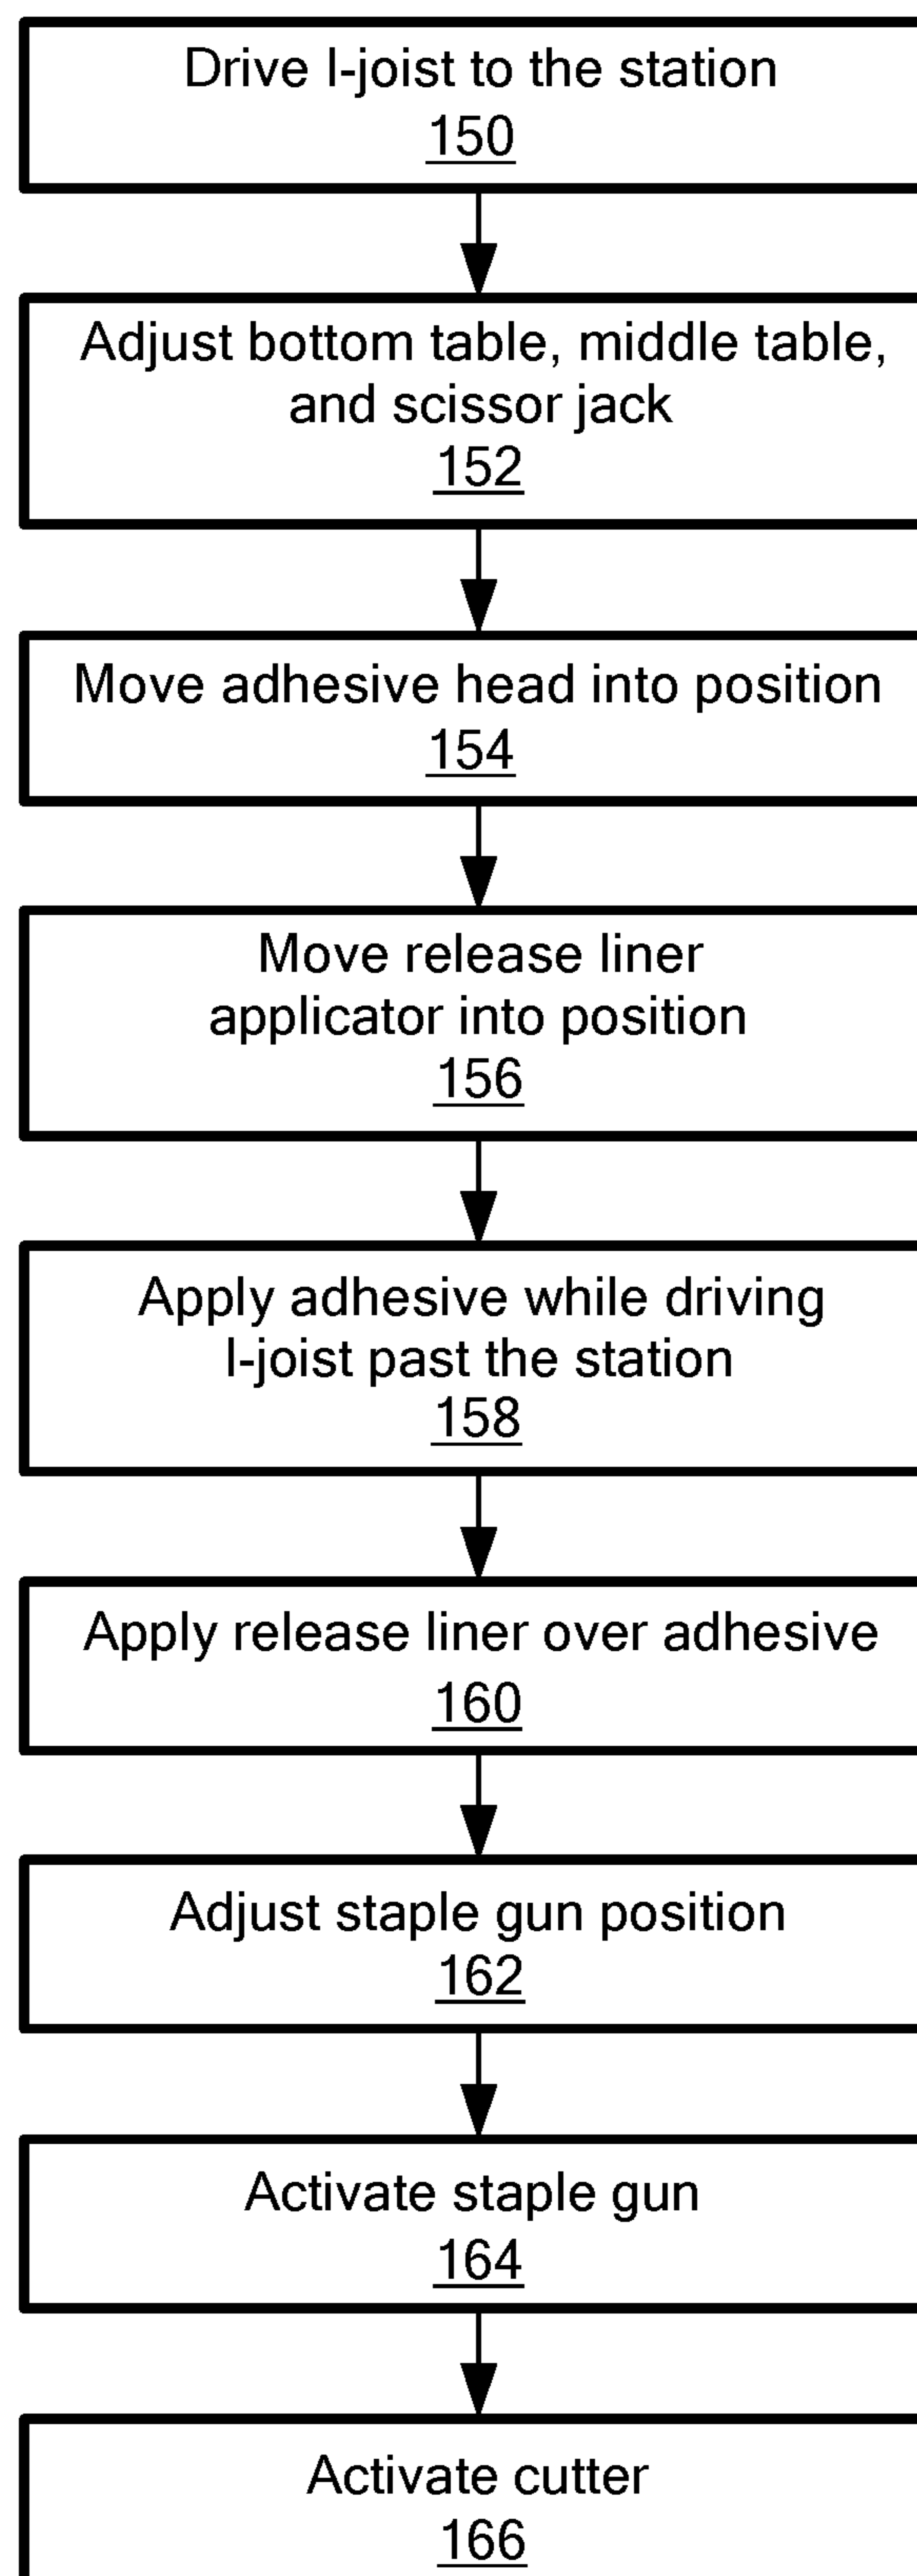 Drive I-joist to the station
150
Adjust bottom table, middle table,
and scissor jack
152
Move adhesive head into position
154
Move release liner
applicator into position
156
Apply adhesive while driving
I-joist past the station
158
Apply release liner over adhesive
160
Adjust staple gun position
162
Activate staple gun
164
Activate cutter
166